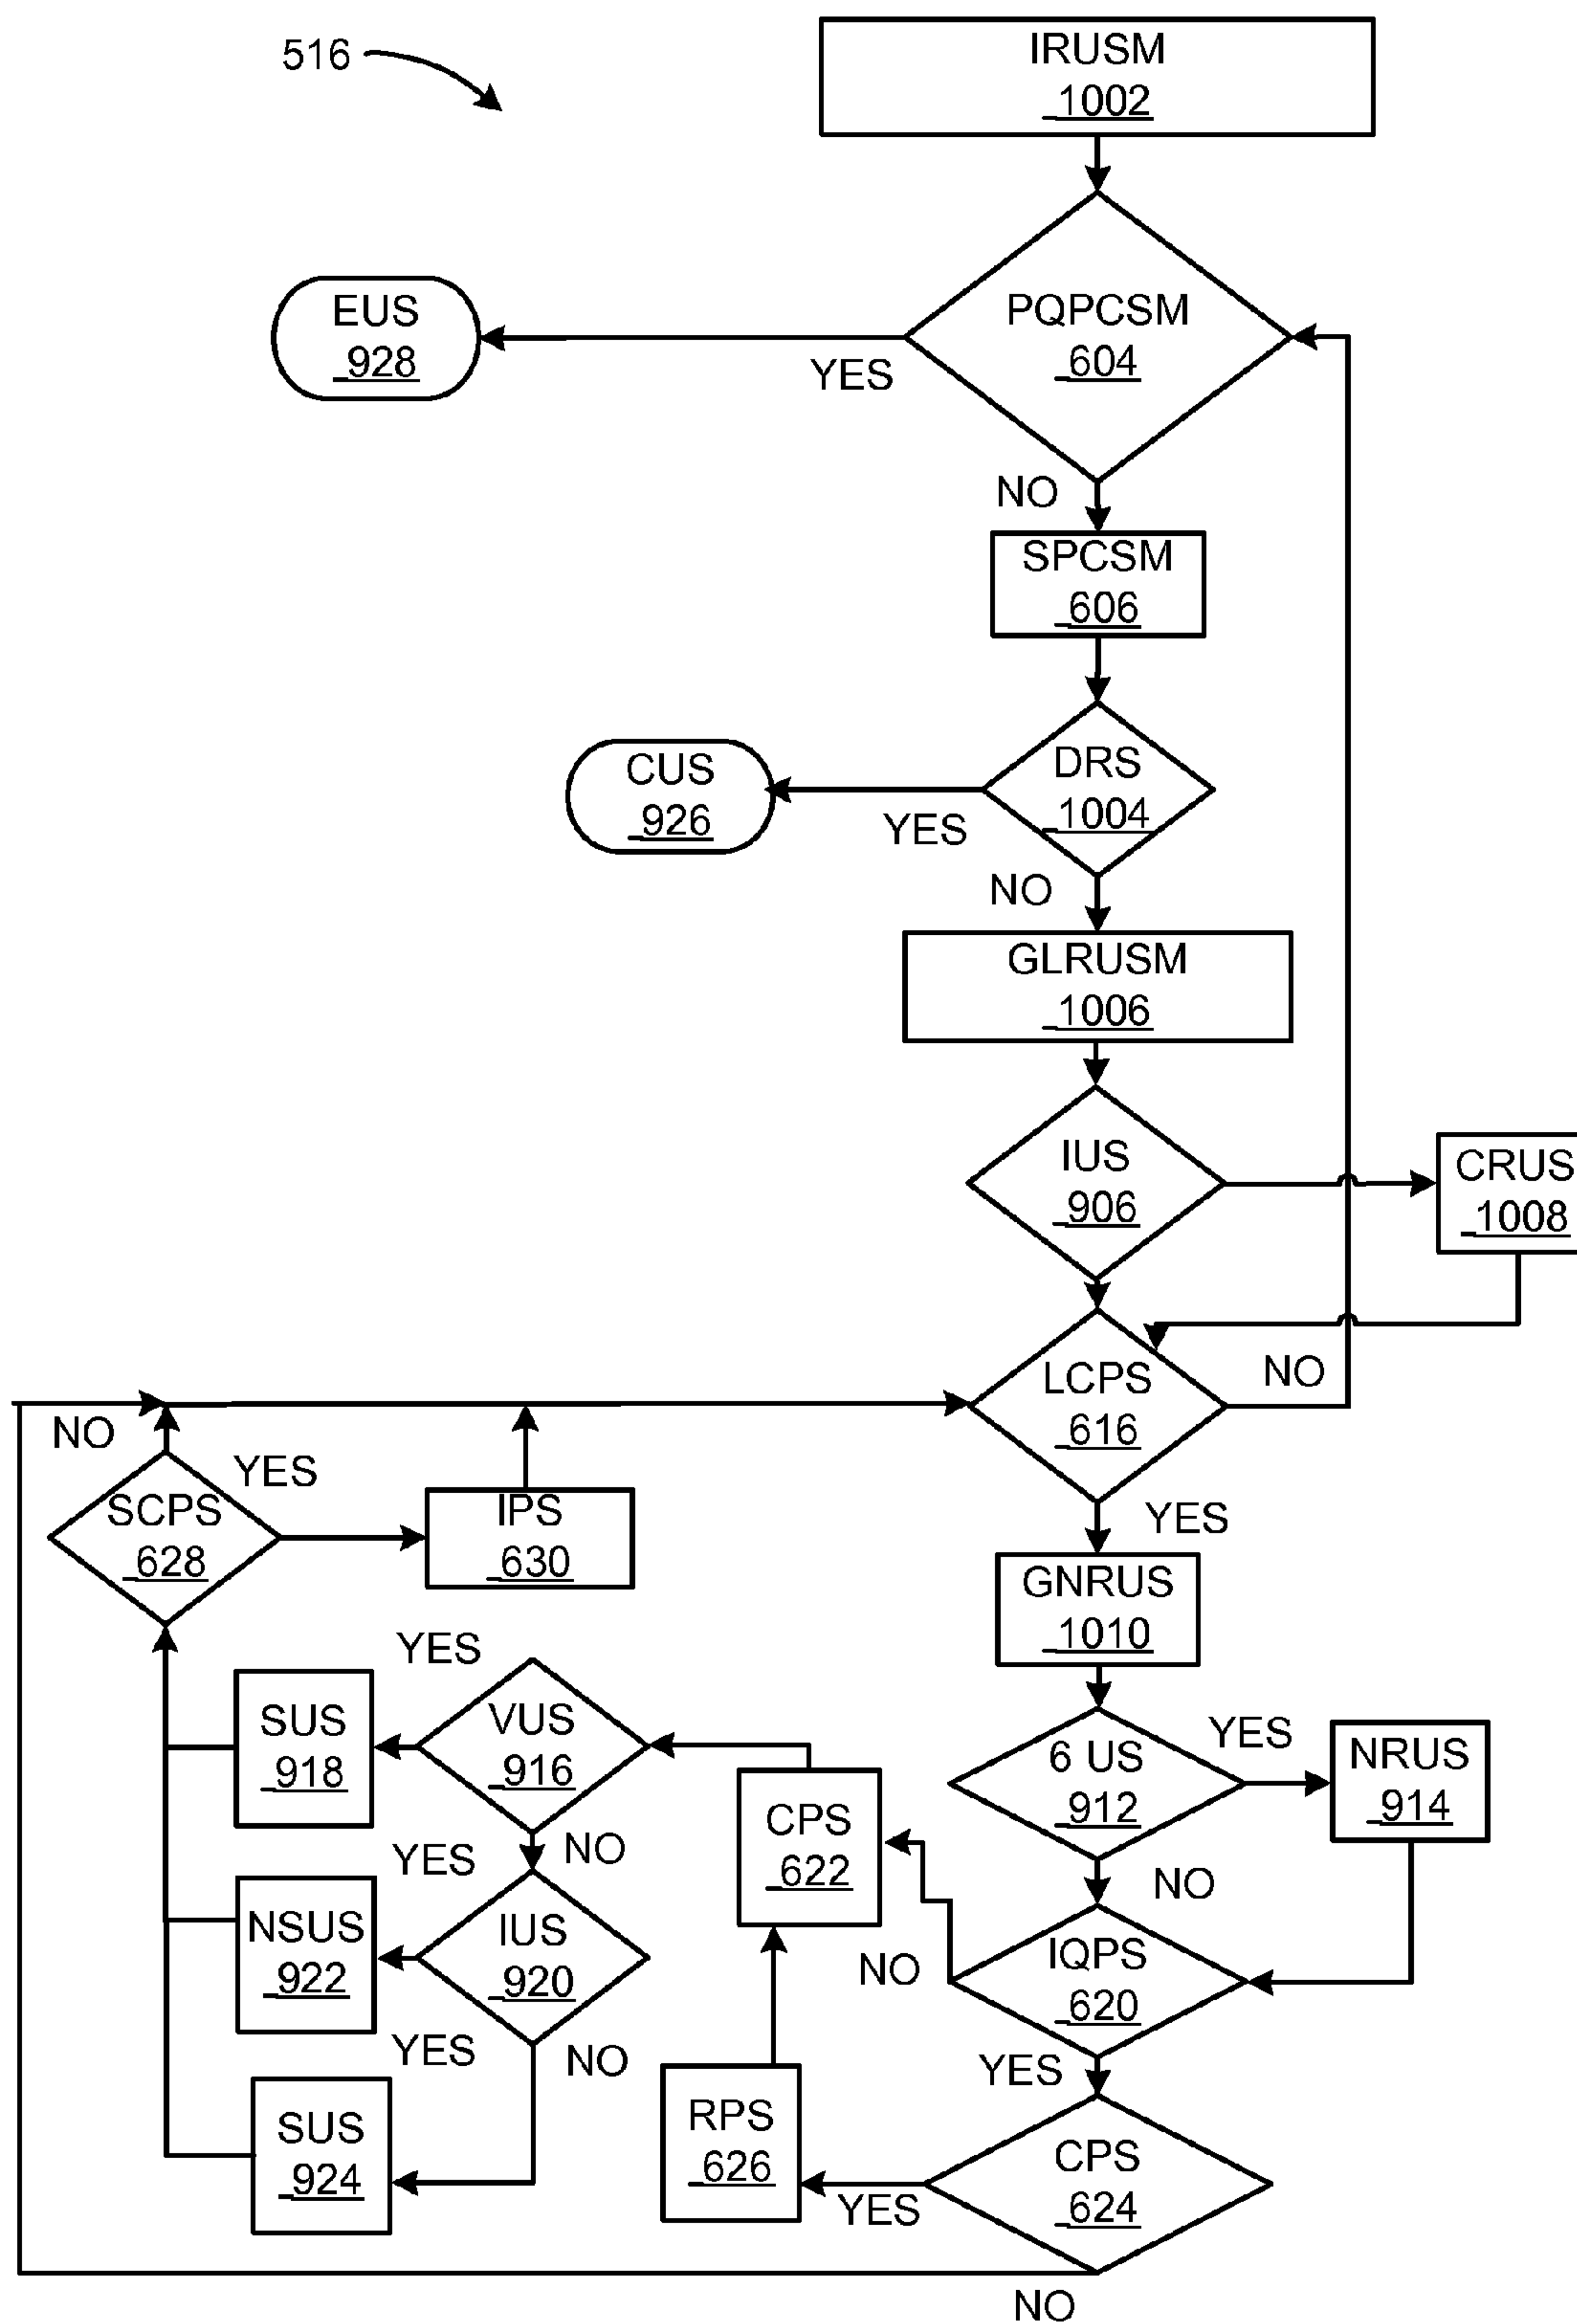 516
IRUSM
1002
PQPCSM
604
EUS
928
YES
NO
SPCSM
606
DRS
1004
CUS
926
YES
NO
GLRUSM
1006
IUS
906
CRUS
1008
LCPS
616
NO
NO
YES
SCPS
628
IPS
630
YES
GNRUS
1010
YES
SUS
918
VUS
916
6 US
912
YES
NRUS
914
CPS
622
YES
NO
NO
NSUS
922
IUS
920
IQPS
620
NO
YES
NO
YES
SUS
924
RPS
626
CPS
624
YES
NO